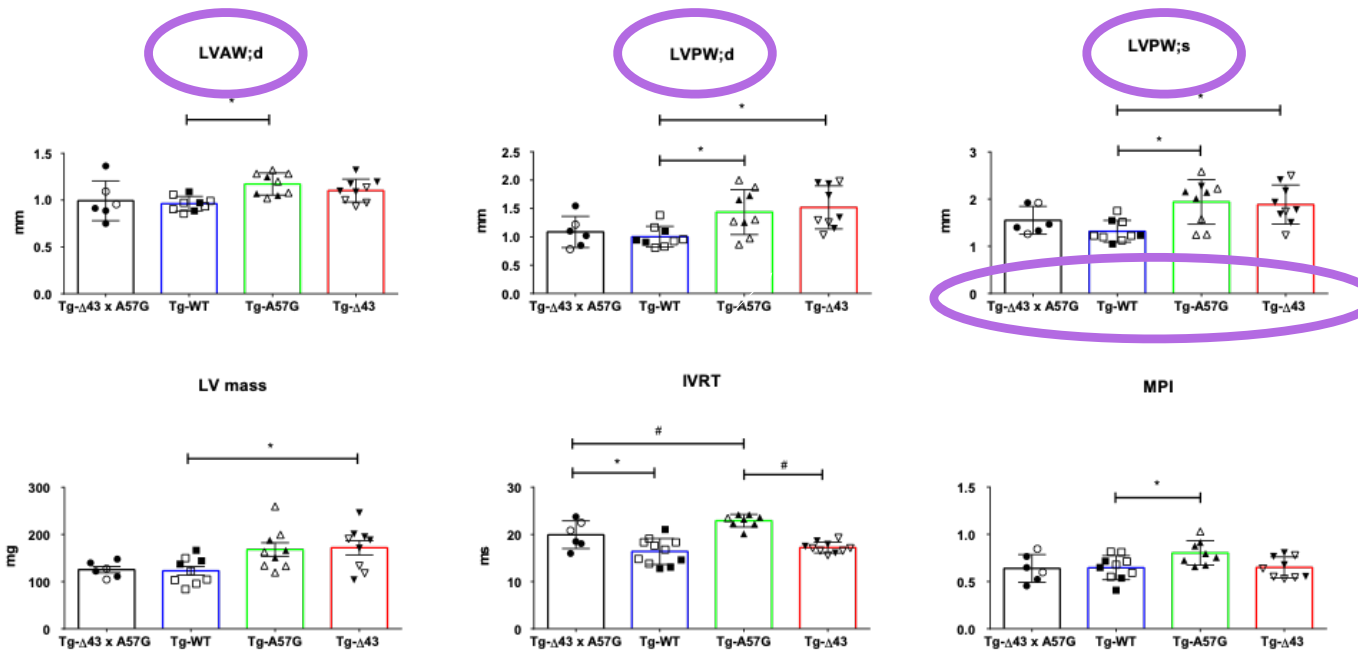 LVAW;d
LVPW;d
LVPW;s
*
*
*
*
*
1.5
1.0
0.5
0.0
mm
Tg-Δ43 x A57G Tg-WT Tg-A57G Tg-Δ43
2.5
2.0
1.5
1.0
0.5
0.0
mm
Tg-Δ43 x A57G Tg-WT Tg-A57G Tg-Δ43
3
2
1
0
mm
Tg-Δ43 x A57G Tg-WT Tg-A57G Tg-Δ43
LV mass
*
300
200
100
0
mg
Tg-Δ43 x A57G Tg-WT Tg-A57G Tg-Δ43
IVRT
#
*
#
30
20
10
0
ms
Tg-Δ43 x A57G Tg-WT Tg-A57G Tg-Δ43
MPI
*
1.5
1.0
0.5
0.0
mm
Tg-Δ43 x A57G Tg-WT Tg-A57G Tg-Δ43